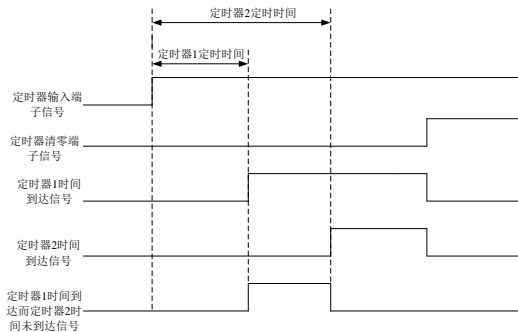 定时器2定时时间
定时器1定时时间
定时器输入端
子信号
定时器清零端
子信号
定时器1时间
到达信号
定时器2时间
到达信号
定时器1时间到
达而定时器2时
间未到达信号